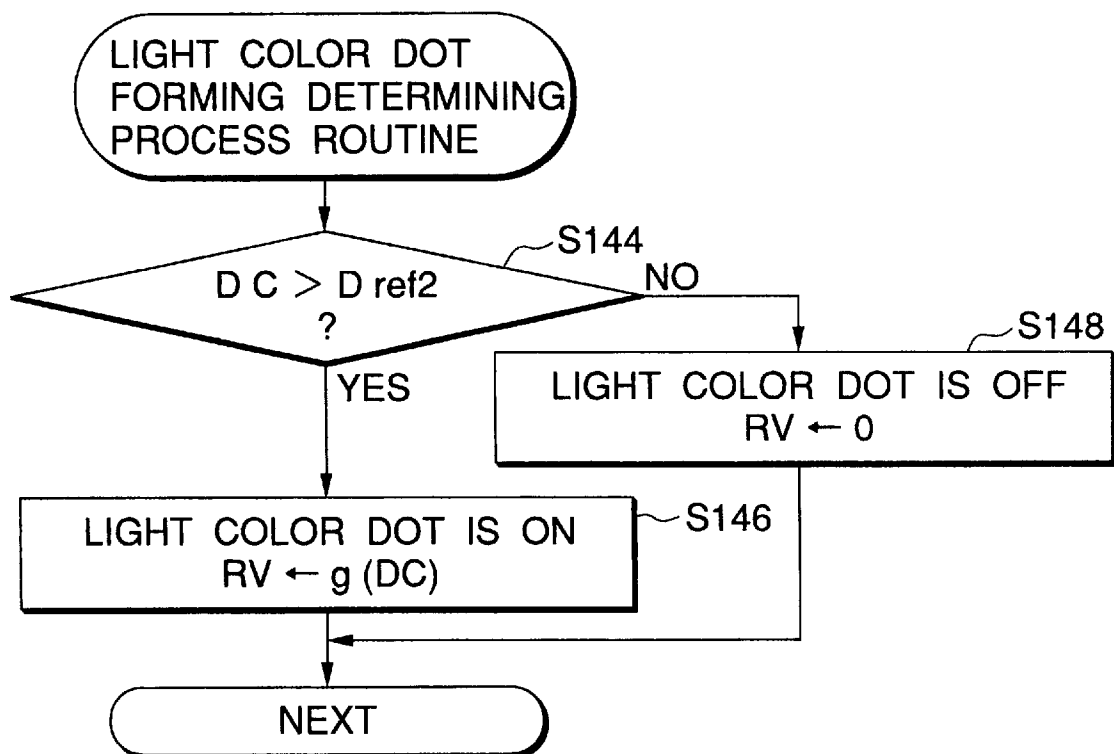 LIGHT COLOR DOT
FORMING DETERMINING
PROCESS ROUTINE
S144
D C > D ref2
?
NO
YES
S148
LIGHT COLOR DOT IS OFF
RV ← 0
S146
LIGHT COLOR DOT IS ON
RV ← g (DC)
NEXT